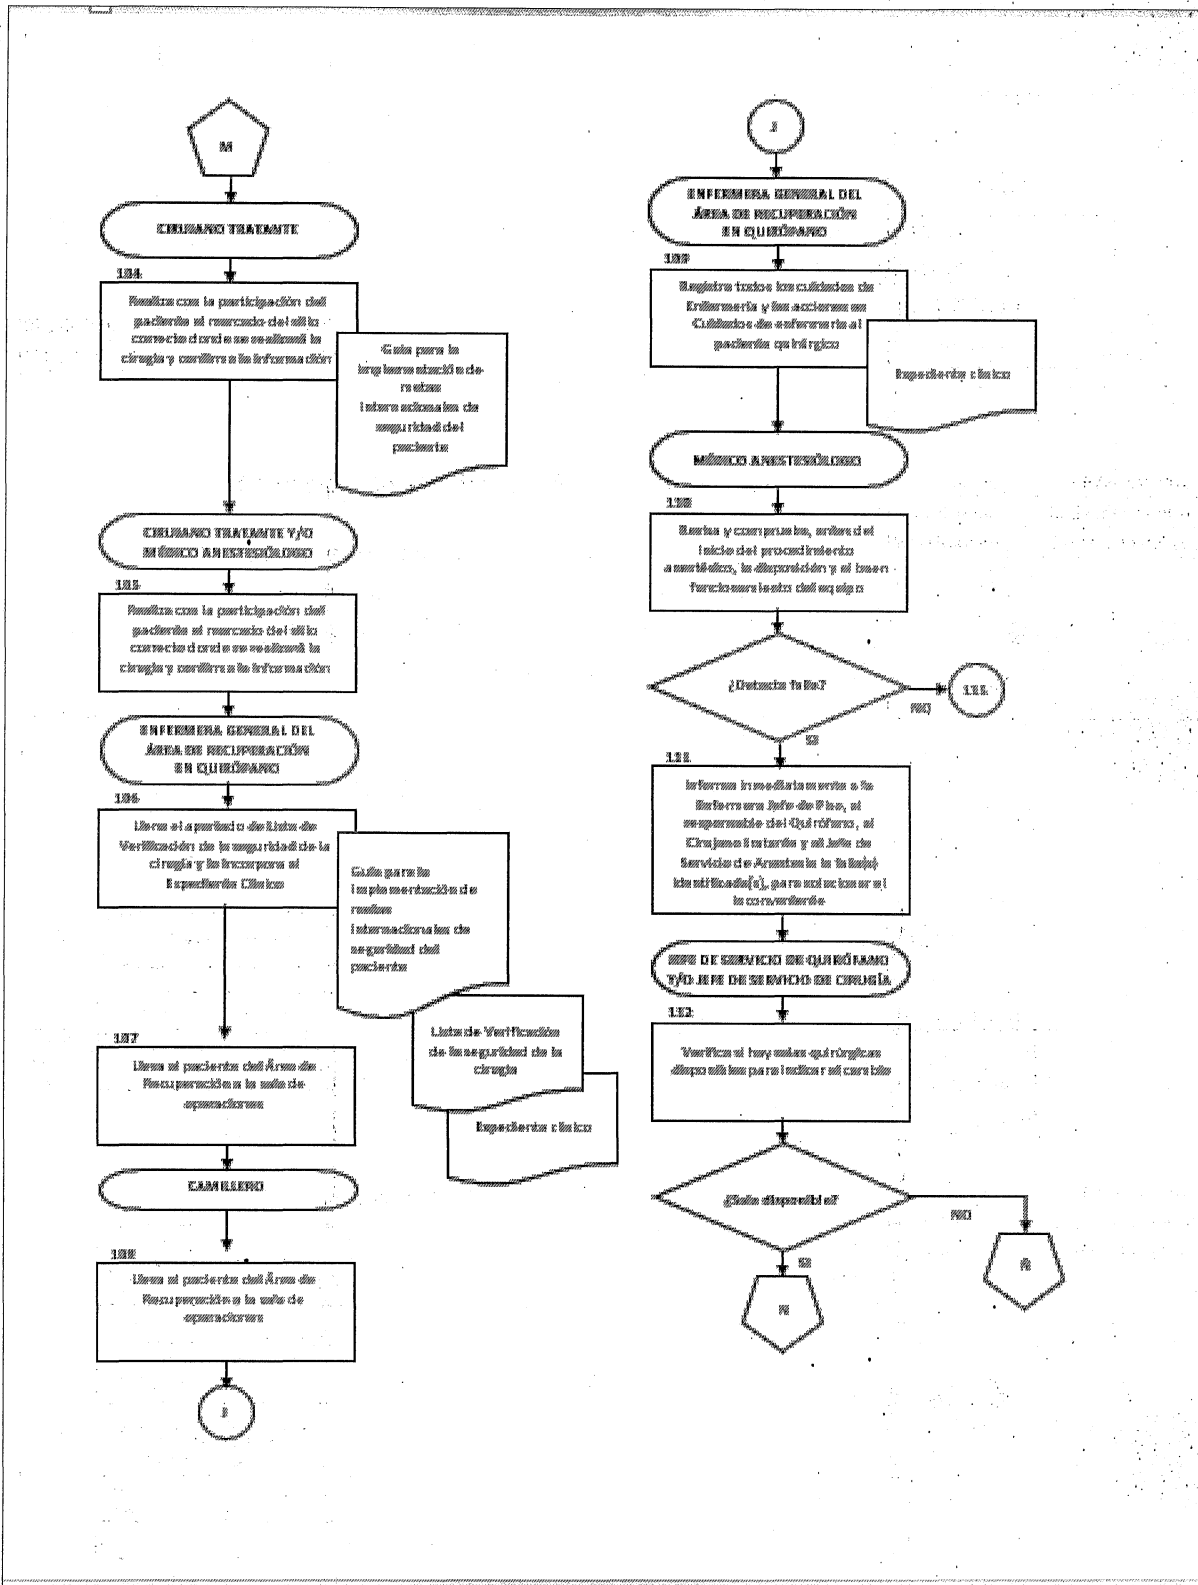 M
CIRUJANO TRATANTE
104
Realiza con la participación del
paciente el marcado del sitio
correcto donde se realizará la
cirugía y confirma la información
Guía para la
implementación de
metas
internacionales de
seguridad del
paciente
CIRUJANO TRATANTE Y/O
MÉDICO ANESTESIÓLOGO
105
Realiza con la participación del
paciente el marcado del sitio
correcto donde se realizará la
cirugía y confirma la información
ENFERMERA GENERAL DEL
ÁREA DE RECUPERACIÓN
EN QUIRÓFANO
106
Llena el apartado de Lista de
Verificación de la seguridad de la
cirugía y lo incorpora al
Expediente Clínico
Guía para la
implementación de
metas
internacionales de
seguridad del
paciente
Lista de Verificación
de la seguridad de la
cirugía
Expediente clínico
107
Lleva al paciente del Área de
Recuperación a la sala de
operaciones
CAMILLERO
108
Lleva al paciente del Área de
Recuperación a la sala de
operaciones
J
J
ENFERMERA GENERAL DEL
ÁREA DE RECUPERACIÓN
EN QUIRÓFANO
109
Registra todos los cuidados de
Enfermería y las acciones en
Cuidados de enfermería al
paciente quirúrgico
Expediente clínico
MÉDICO ANESTESIÓLOGO
110
Revisa y comprueba, antes del
inicio del procedimiento
anestésico, la disposición y el buen
funcionamiento del equipo
¿Detecta falla?
NO
115
SI
111
Informa inmediatamente a la
Enfermera Jefe de Piso, al
responsable del Quirófano, al
Cirujano tratante y al Jefe de
Servicio de Anestesia la falla(s)
identificada(s), para solucionar el
inconveniente
JEFE DE SERVICIO DE QUIRÓFANO
Y/O JEFE DE SERVICIO DE CIRUGÍA
112
Verifica si hay salas quirúrgicas
disponibles para indicar el cambio
¿Sala disponible?
NO
SI
N
Ñ